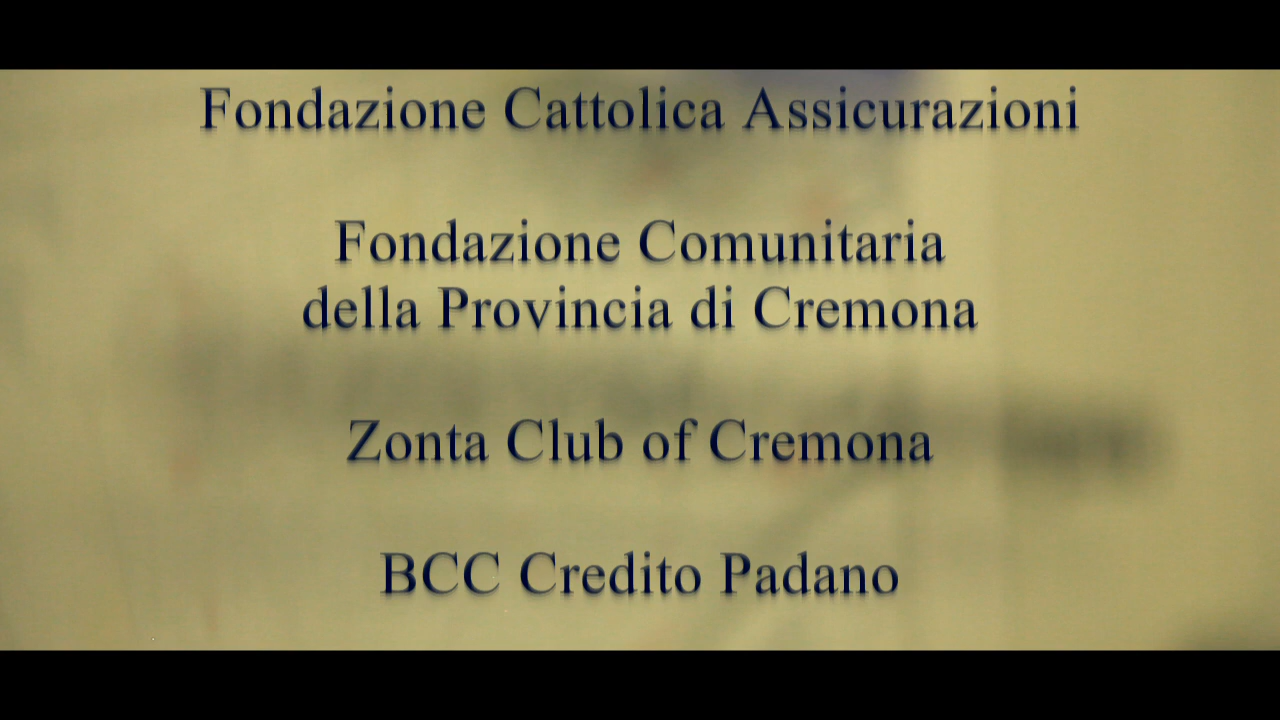 Fondazione Cattolica Assicurazioni
Fondazione Comunitaria
della Provincia di Cremona
Zonta Club of Cremona
BCC Credito Padano